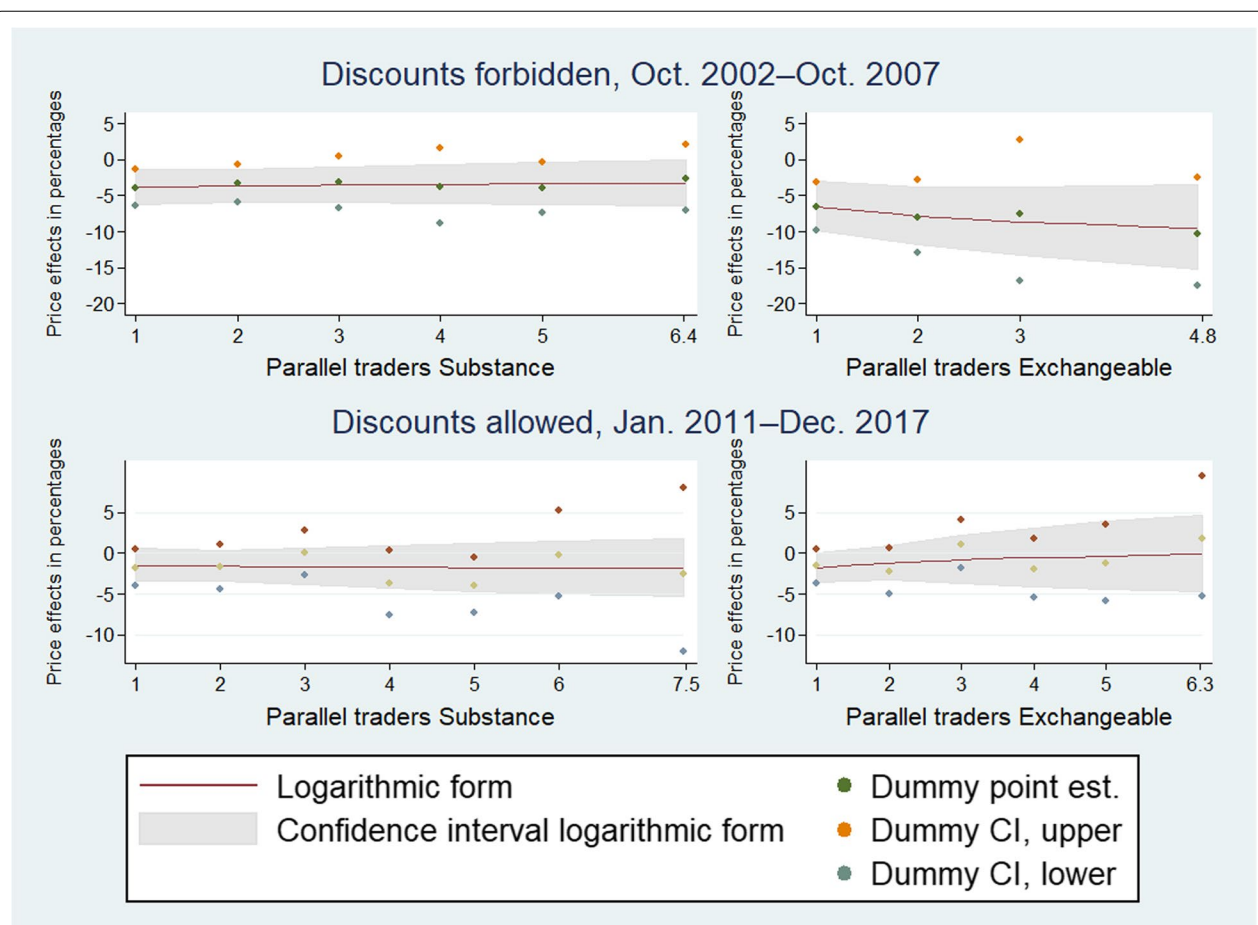 Discounts forbidden, Oct. 2002–Oct. 2007
Price effects in percentages
5
0
-5
-10
-15
-20
1 2 3 4 5 6.4
Parallel traders Substance
Price effects in percentages
5
0
-5
-10
-15
-20
1 2 3 4.8
Parallel traders Exchangeable
Discounts allowed, Jan. 2011–Dec. 2017
Price effects in percentages
5
0
-5
-10
1 2 3 4 5 6 7.5
Parallel traders Substance
Price effects in percentages
5
0
-5
-10
1 2 3 4 5 6.3
Parallel traders Exchangeable
Logarithmic form
Confidence interval logarithmic form
Dummy point est.
Dummy CI, upper
Dummy CI, lower